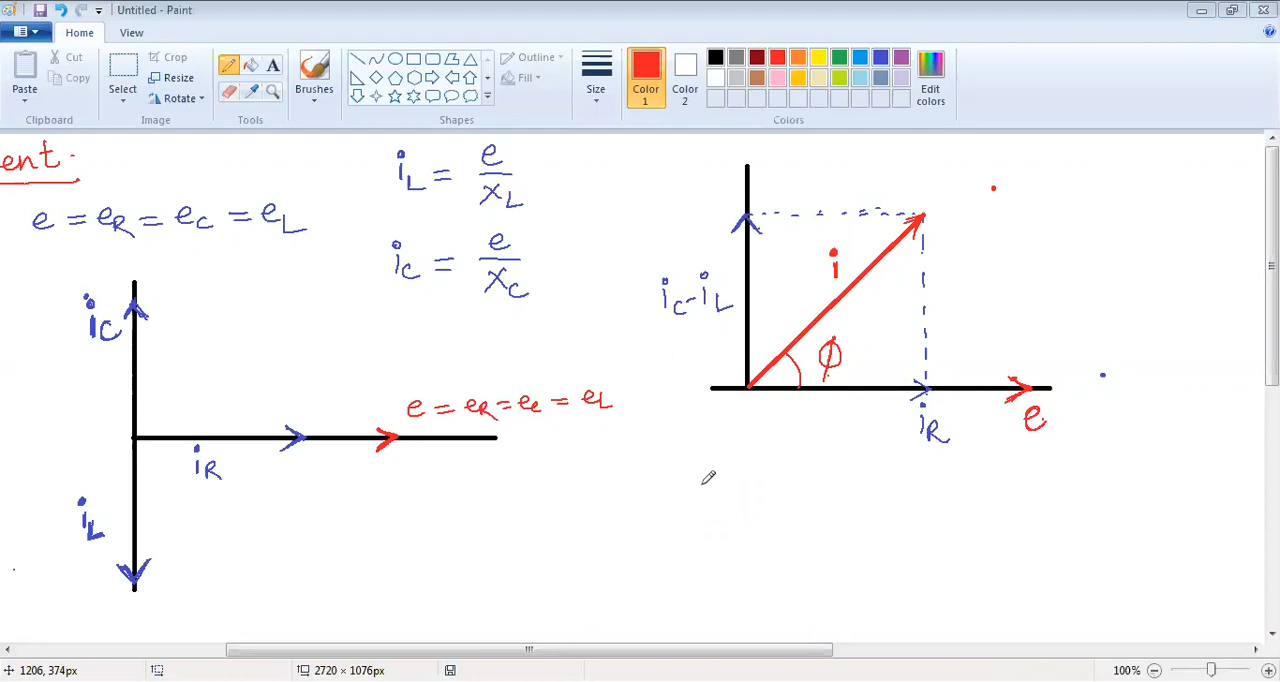 Untitled - Paint
Home View
Paste
Cut
Copy
Select
Crop
Resize
Rotate
Brushes
Outline
Fill
Size
Color 1
Color 2
Edit colors
Clipboard Image Tools Shapes Colors
ent.
e = eR = eC = eL
iL = e/XL
iC = e/XC
iC
iR
iL
e = eR = eC = eL
iC-iL
i
ϕ
iR
e
1206, 374px 2720 × 1076px 100%